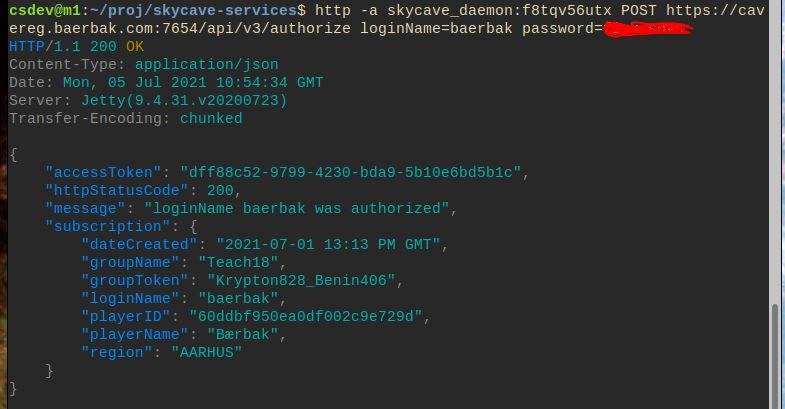 csdev@m1:~/proj/skycave-services$ http -a skycave_daemon:f8tqv56utx POST https://cav
ereg.baerbak.com:7654/api/v3/authorize loginName=baerbak password=
HTTP/1.1 200 OK
Content-Type: application/json
Date: Mon, 05 Jul 2021 10:54:34 GMT
Server: Jetty(9.4.31.v20200723)
Transfer-Encoding: chunked
{
"accessToken": "dff88c52-9799-4230-bda9-5b10e6bd5b1c",
"httpStatusCode": 200,
"message": "loginName baerbak was authorized",
"subscription": {
"dateCreated": "2021-07-01 13:13 PM GMT",
"groupName": "Teach18",
"groupToken": "Krypton828_Benin406",
"loginName": "baerbak",
"playerID": "60ddbf950ea0df002c9e729d",
"playerName": "Bærbak",
"region": "AARHUS"
}
}